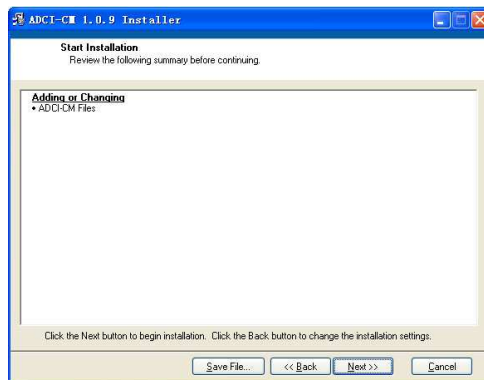 ADCI-CM 1.0.9 Installer
Start Installation
Review the following summary before continuing.
Adding or Changing
• ADCI-CM Files
Click the Next button to begin installation. Click the Back button to change the installation settings.
Save File... << Back Next >> Cancel